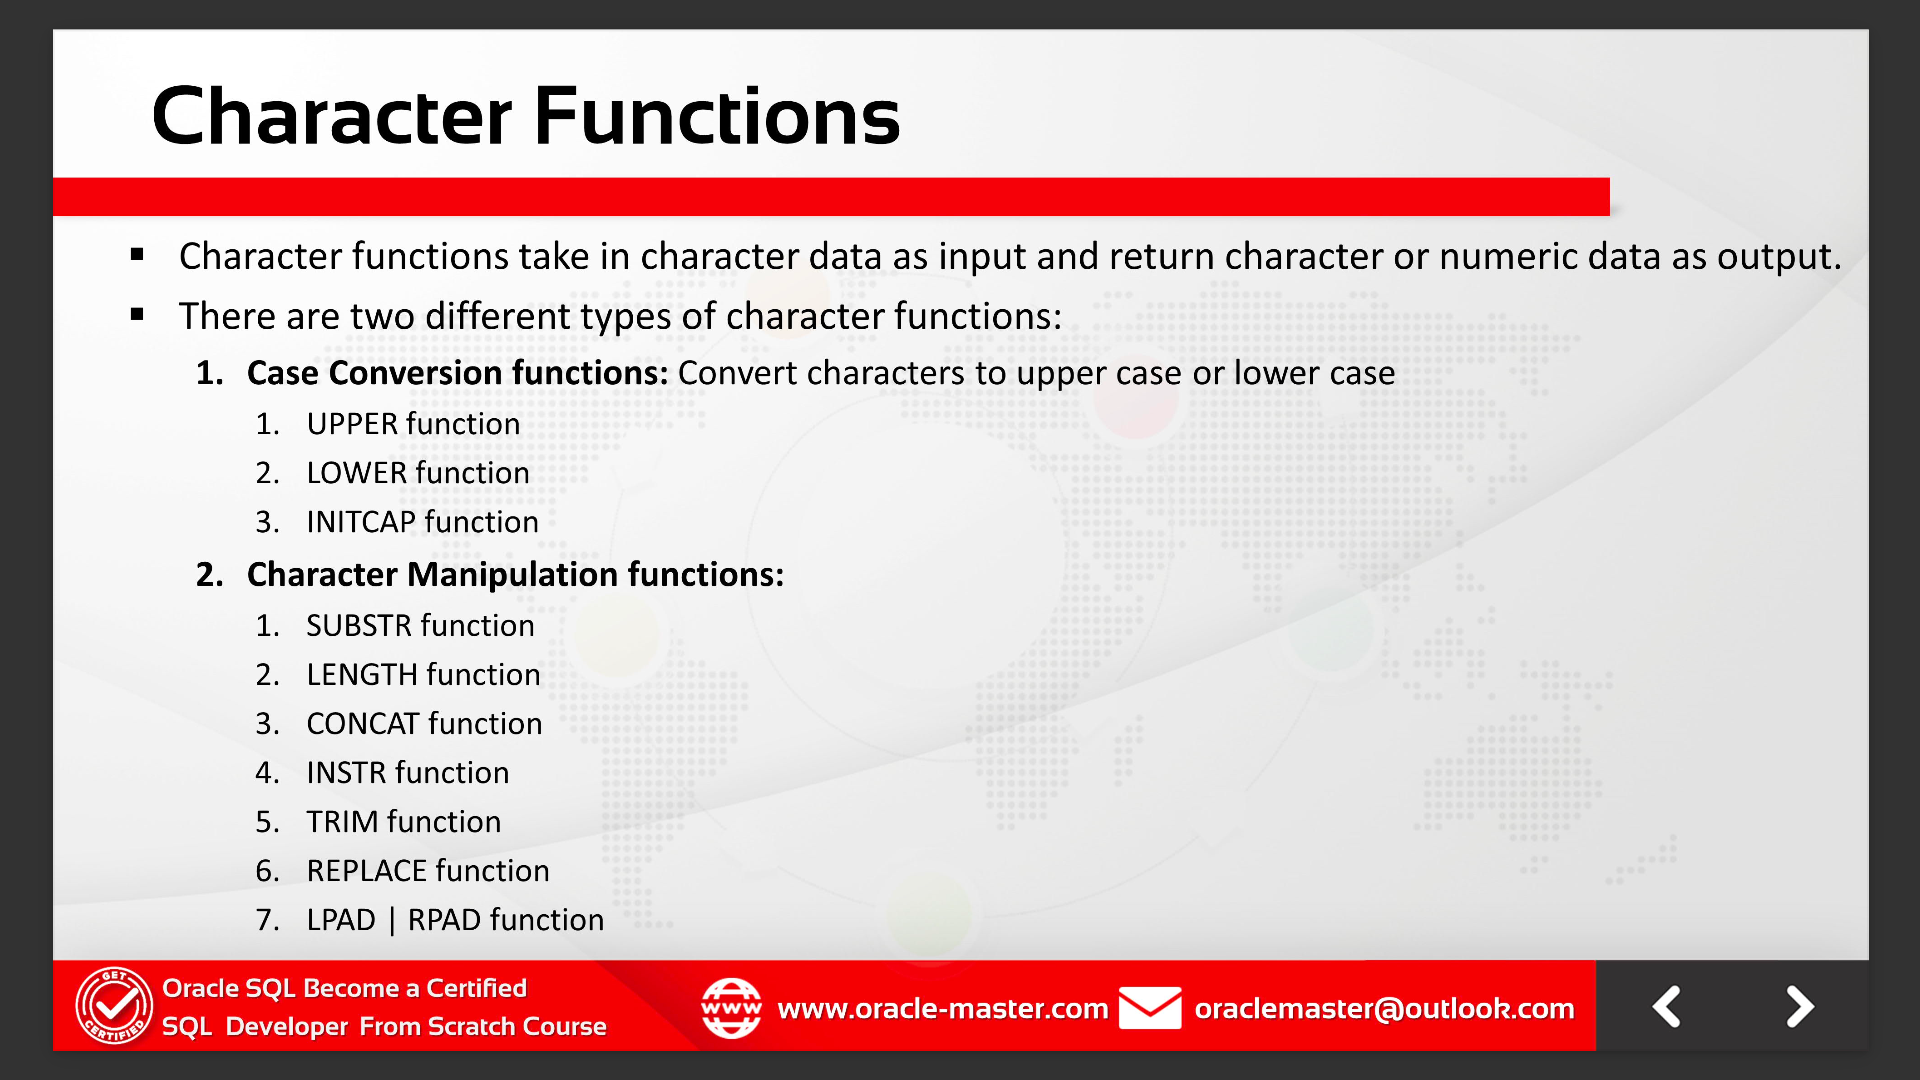 Character Functions
▪ Character functions take in character data as input and return character or numeric data as output.
▪ There are two different types of character functions:
1. Case Conversion functions: Convert characters to upper case or lower case
1. UPPER function
2. LOWER function
3. INITCAP function
2. Character Manipulation functions:
1. SUBSTR function
2. LENGTH function
3. CONCAT function
4. INSTR function
5. TRIM function
6. REPLACE function
7. LPAD | RPAD function
GET
CERTIFIED
Oracle SQL Become a Certified
SQL Developer From Scratch Course
www
www.oracle-master.com
oraclemaster@outlook.com